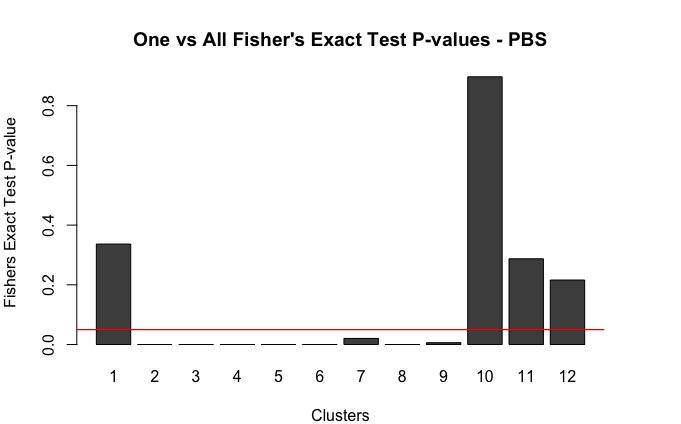 One vs All Fisher's Exact Test P-values - PBS
Fishers Exact Test P-value
0.8
0.6
0.4
0.2
0.0
1 2 3 4 5 6 7 8 9 10 11 12
Clusters